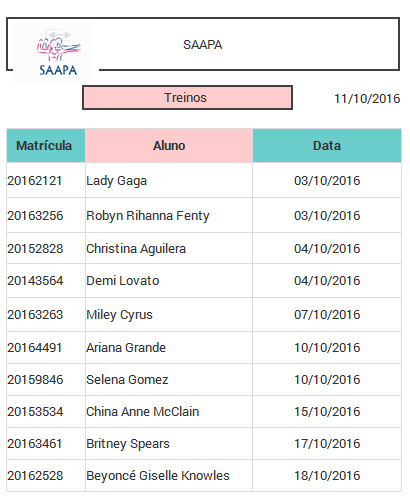 SAAPA
SAAPA
Treinos
11/10/2016
Matrícula Aluno Data
20162121 Lady Gaga 03/10/2016
20163256 Robyn Rihanna Fenty 03/10/2016
20152828 Christina Aguilera 04/10/2016
20143564 Demi Lovato 04/10/2016
20163263 Miley Cyrus 07/10/2016
20164491 Ariana Grande 10/10/2016
20159846 Selena Gomez 10/10/2016
20153534 China Anne McClain 15/10/2016
20163461 Britney Spears 17/10/2016
20162528 Beyoncé Giselle Knowles 18/10/2016